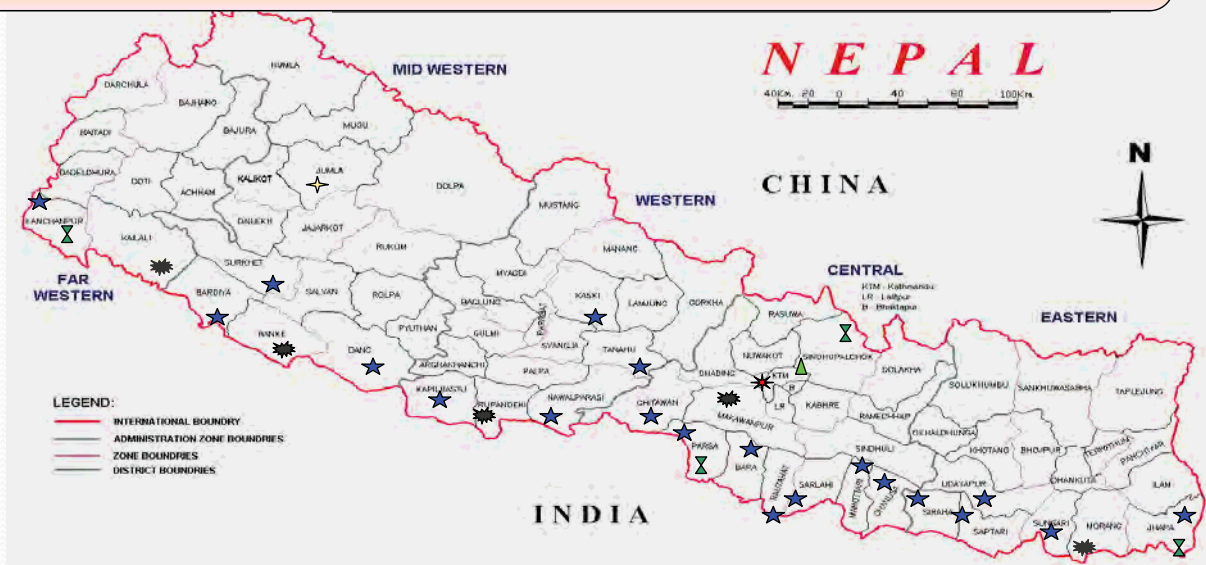 NEPAL
40Km. 20 0 40 80 100Km.
N
HUMLA
MID WESTERN
DARCHULA
BAJHANG
MUGU
BAITADI
BAJURA
DADELDHURA
DOTI
ACHHAM
KALIKOT
JUMLA
DOLPA
CHINA
WESTERN
MUSTANG
KANCHANPUR
KAILALI
DAILEKH
JAJARKOT
RUKUM
MANANG
FAR
WESTERN
SURKHET
BARDIYA
SALYAN
ROLPA
MYAGDI
BAGLUNG
PARBAT
KASKI
LAMJUNG
GORKHA
CENTRAL
KTM - Kathmandu
LR - Lalitpur
B - Bhaktapur
RASUWA
EASTERN
BANKE
DANG
PYUTHAN
GULMI
SYANGJA
TANAHU
NUWAKOT
SINDHUPALCHOK
DOLAKHA
ARGHAKHANCHI
PALPA
DHADING
KTM
B
LR
KABHRE
RAMECHHAP
SOLUKHUMBU
SANKHUWASABHA
TAPLEJUNG
KAPILBASTU
RUPANDEHI
NAWALPARASI
CHITAWAN
MAKAWANPUR
LEGEND:
INTERNATIONAL BOUNDRY
ADMINISTRATION ZONE BOUNDRIES
ZONE BOUNDRIES
DISTRICT BOUNDRIES
PARSA
BARA
RAUTAHAT
SARLAHI
SINDHULI
MAHOTTARI
DHANUSA
OKHALDHUNGA
KHOTANG
BHOJPUR
PANCHTHAR
UDAYAPUR
DHANKUTA
ILAM
INDIA
SIRAHA
SAPTARI
SUNSARI
MORANG
JHAPA